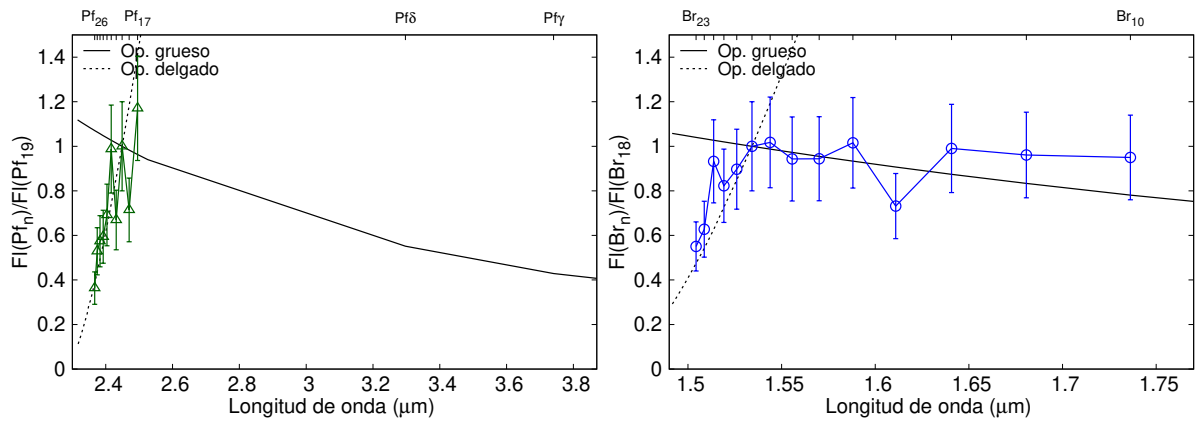 Pf26 Pf17 Pfδ Pfγ
Op. grueso
Op. delgado
1.4
1.2
1
0.8
0.6
0.4
0.2
0
Fl(Pfn)/Fl(Pf19)
2.4 2.6 2.8 3 3.2 3.4 3.6 3.8
Longitud de onda (μm)
Br23 Br10
Op. grueso
Op. delgado
1.4
1.2
1
0.8
0.6
0.4
0.2
0
Fl(Brn)/Fl(Br18)
1.5 1.55 1.6 1.65 1.7 1.75
Longitud de onda (μm)